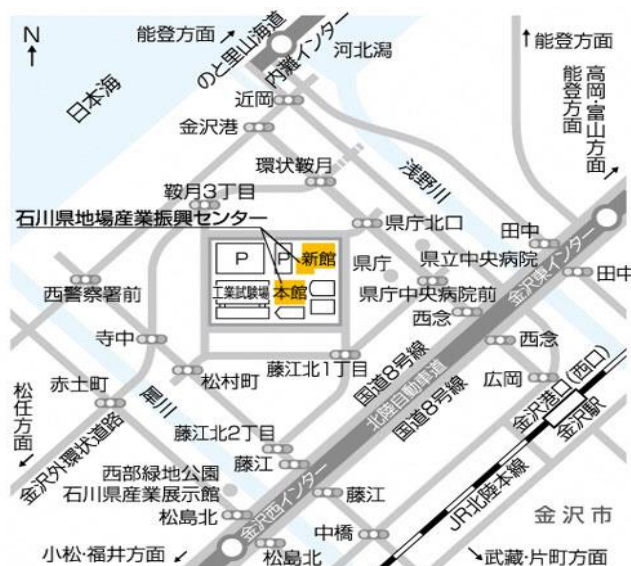 N
能登方面
のと里山海道
内灘インター
河北潟
能登方面
高岡・富山方面
能登方面
日本海
近岡
金沢港
浅野川
環状鞍月
鞍月3丁目
石川県地場産業振興センター
県庁北口
田中
県立中央病院
金沢東インター
田中
P
P
新館
県庁
西警察署前
工業試験場
本館
県庁中央病院前
西念
寺中
西念
藤江北1丁目
国道8号線
北陸自動車道
国道8号線
広岡
金沢港口(西口)
金沢駅
松任方面
赤土町
松村町
犀川
金沢外環状道路
藤江北2丁目
藤江
西部緑地公園
石川県産業展示館
金沢西インター
藤江
JR北陸本線
金沢市
松島北
中橋
小松・福井方面
松島北
武蔵・片町方面